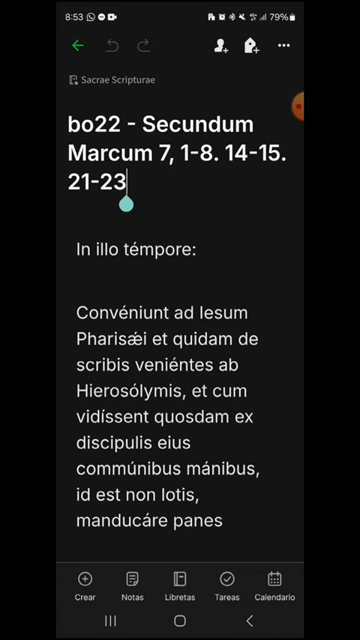 8:53 79%
Sacrae Scripturae
bo22 - Secundum
Marcum 7, 1-8. 14-15.
21-23
In illo témpore:
Convéniunt ad Iesum
Pharisǽi et quidam de
scribis veniéntes ab
Hierosólymis, et cum
vidíssent quosdam ex
discipulis eius
commúnibus mánibus,
id est non lotis,
manducáre panes
Crear Notas Libretas Tareas Calendario